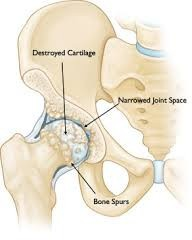 Destroyed Cartilage
Narrowed Joint Space
Bone Spurs